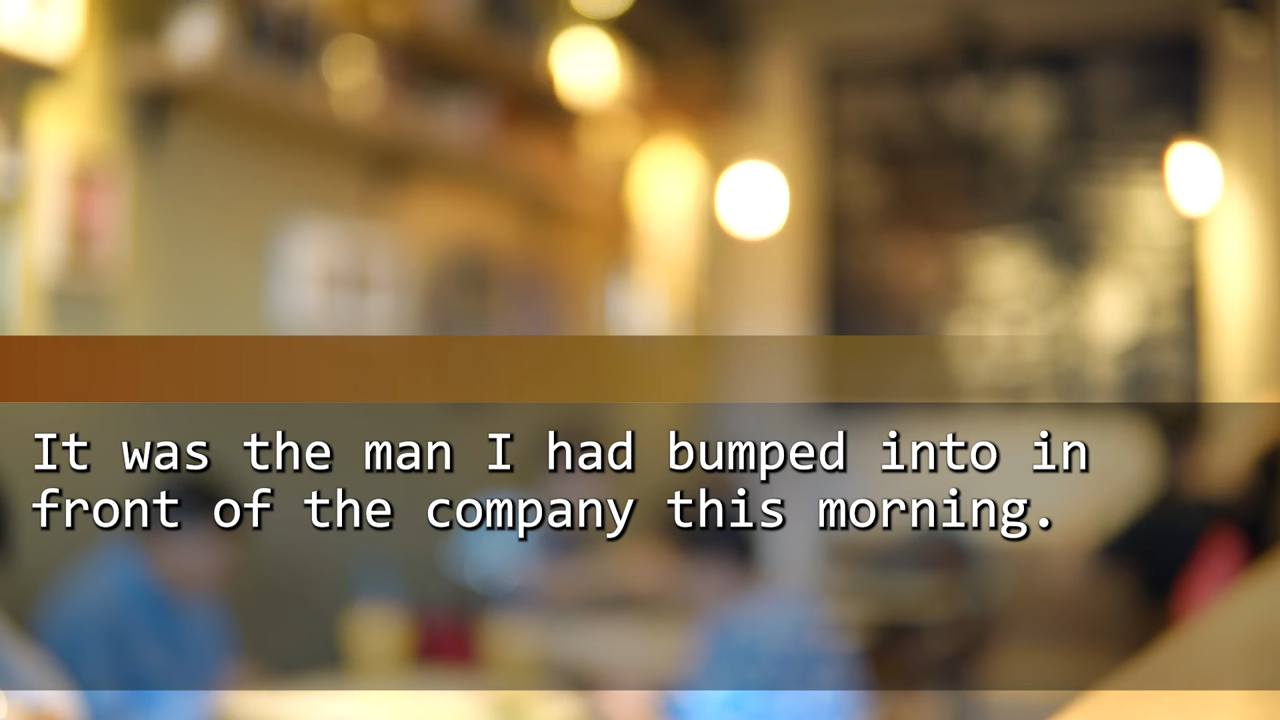 It was the man I had bumped into in
front of the company this morning.